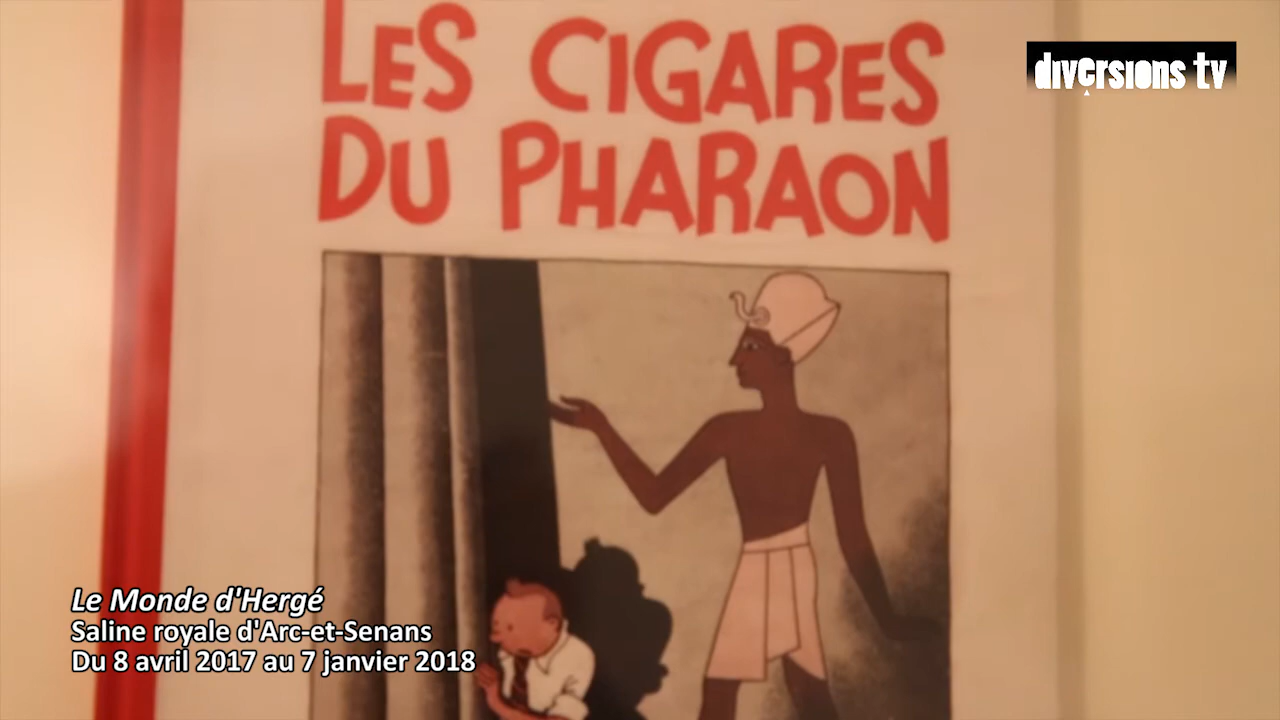 LES CIGARES
DU PHARAON
diversions tv
Le Monde d'Hergé
Saline royale d'Arc-et-Senans
Du 8 avril 2017 au 7 janvier 2018